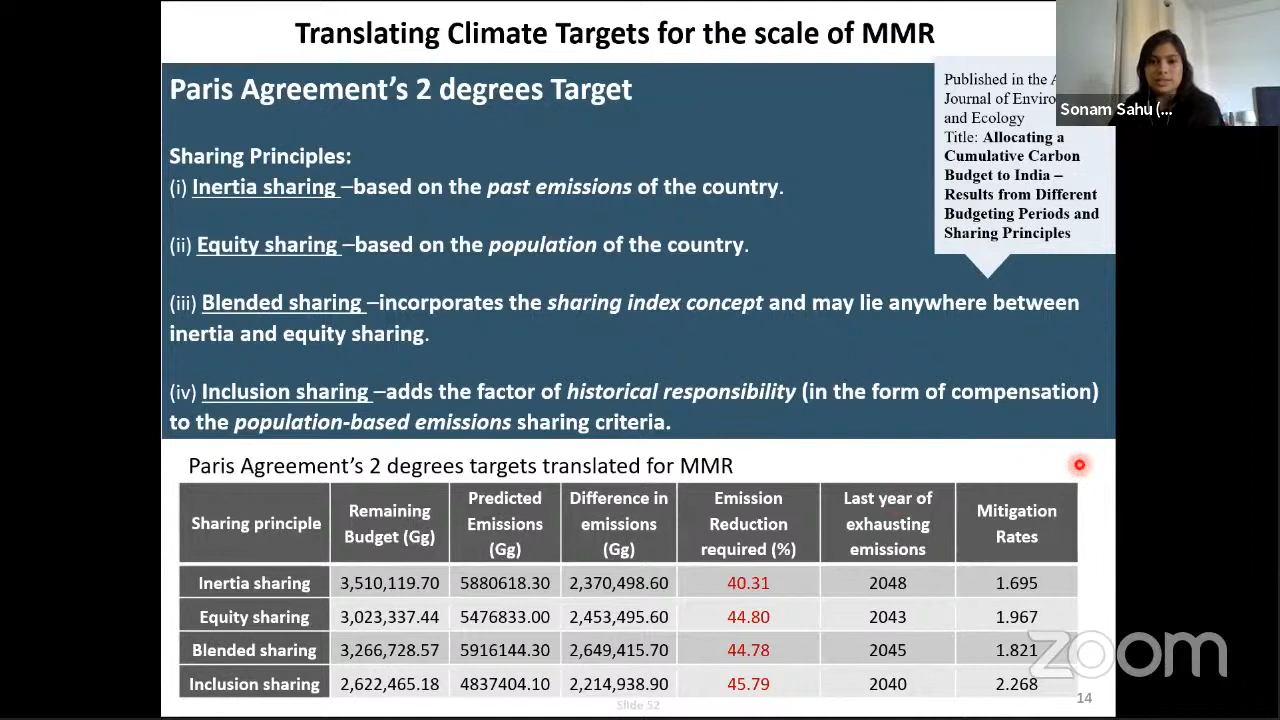 Translating Climate Targets for the scale of MMR
Paris Agreement's 2 degrees Target
Sharing Principles:
(i) Inertia sharing –based on the past emissions of the country.
(ii) Equity sharing –based on the population of the country.
(iii) Blended sharing –incorporates the sharing index concept and may lie anywhere between
inertia and equity sharing.
(iv) Inclusion sharing –adds the factor of historical responsibility (in the form of compensation)
to the population-based emissions sharing criteria.
Published in the
Journal of
and Ecology
Title: Allocating a
Cumulative Carbon
Budget to India –
Results from Different
Budgeting Periods and
Sharing Principles
Sonam Sahu (...
Paris Agreement's 2 degrees targets translated for MMR
Sharing principle Remaining Budget (Gg) Predicted Emissions (Gg) Difference in emissions (Gg) Emission Reduction required (%) Last year of exhausting emissions Mitigation Rates
Inertia sharing 3,510,119.70 5880618.30 2,370,498.60 40.31 2048 1.695
Equity sharing 3,023,337.44 5476833.00 2,453,495.60 44.80 2043 1.967
Blended sharing 3,266,728.57 5916144.30 2,649,415.70 44.78 2045 1.821
Inclusion sharing 2,622,465.18 4837404.10 2,214,938.90 45.79 2040 2.268
zoom
14
Slide 52